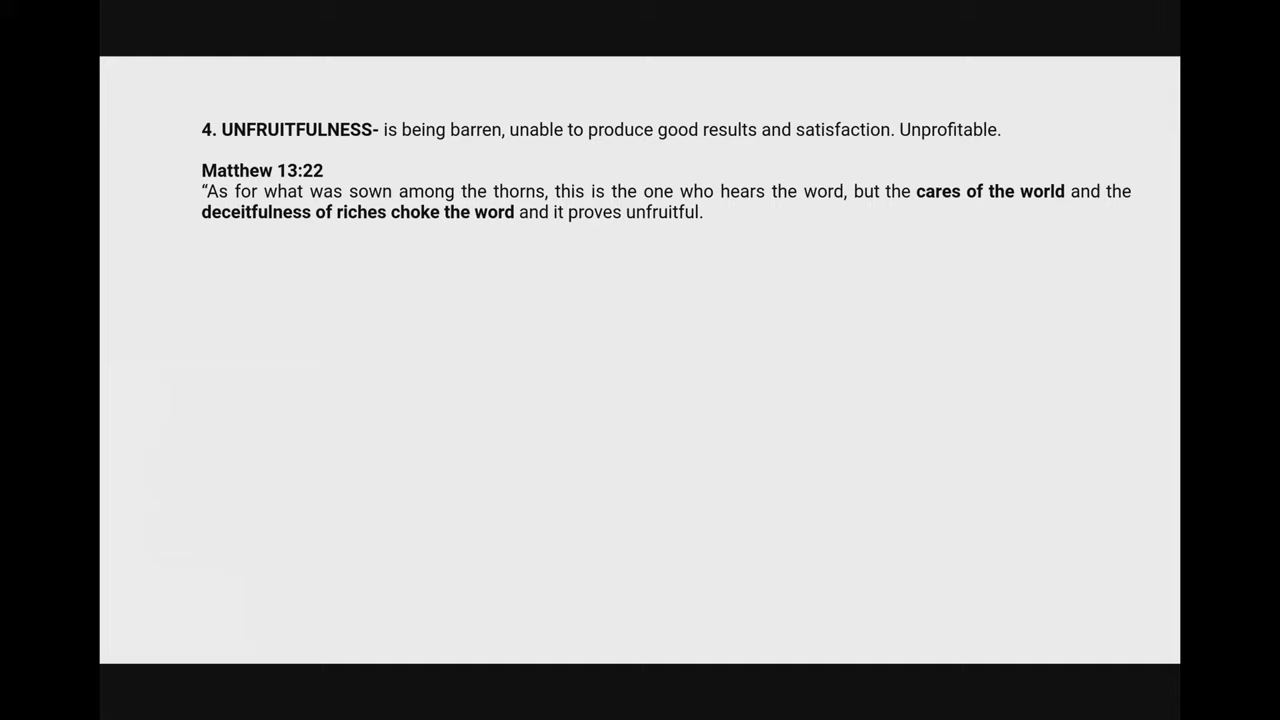 4. UNFRUITFULNESS- is being barren, unable to produce good results and satisfaction. Unprofitable.
Matthew 13:22
“As for what was sown among the thorns, this is the one who hears the word, but the cares of the world and the
deceitfulness of riches choke the word and it proves unfruitful.